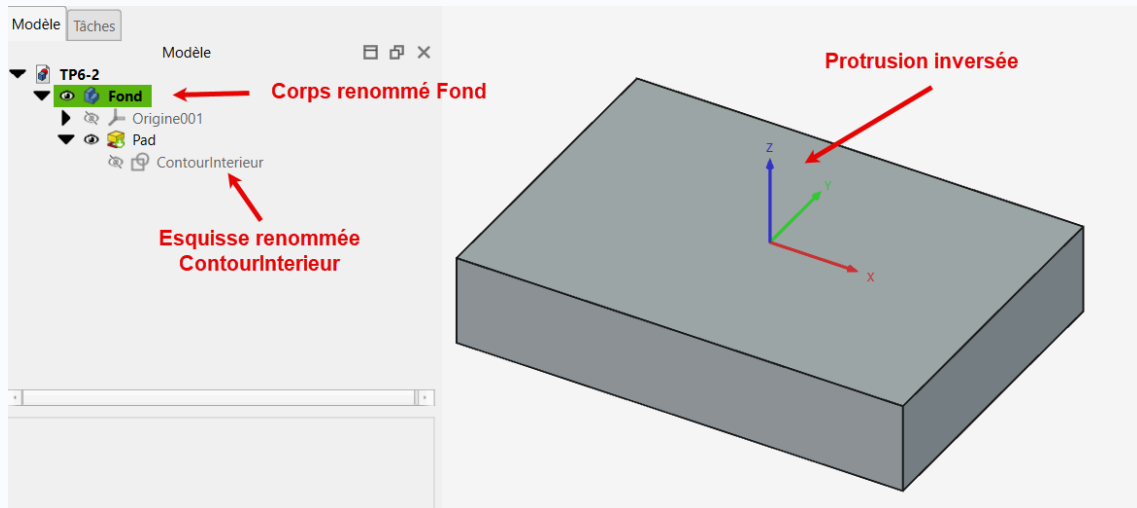 Modèle
Tâches
Modèle
TP6-2
Fond
Origine001
Pad
ContourInterieur
Corps renommé Fond
Esquisse renommée
ContourInterieur
Protrusion inversée
Z
Y
X